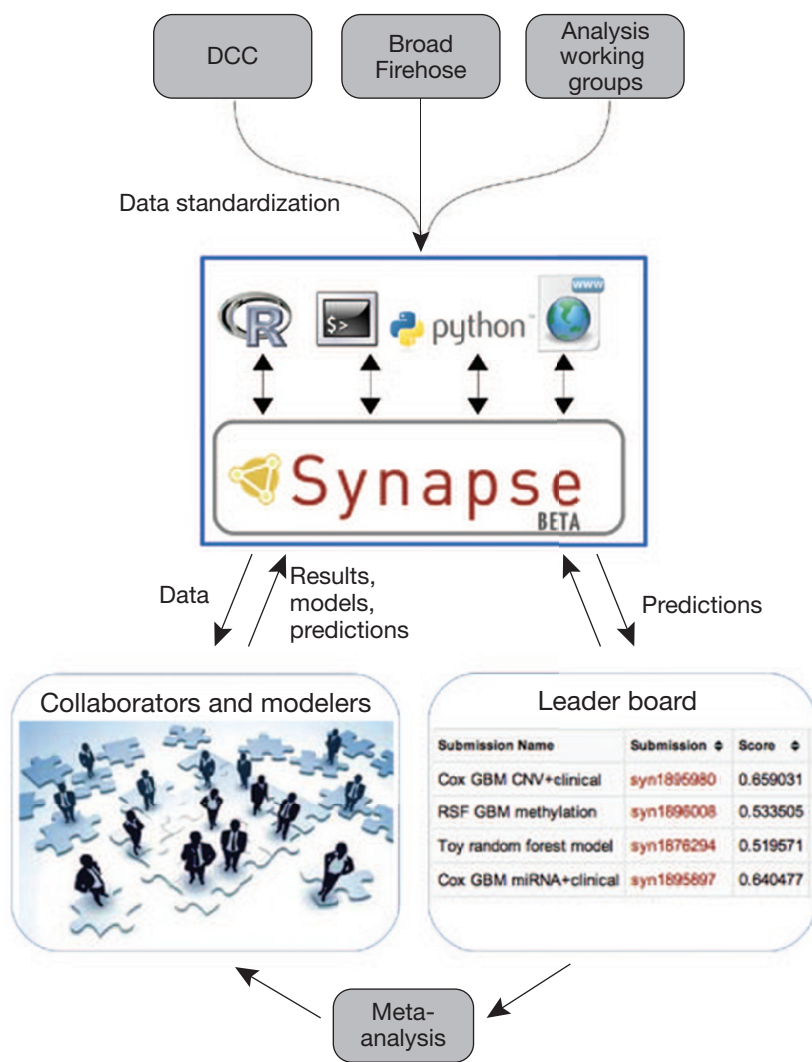 DCC
Broad
Firehose
Analysis
working
groups
Data standardization
R
$>
python™
www
Synapse
BETA
Data
Results,
models,
predictions
Predictions
Collaborators and modelers
Leader board
Submission Name Submission Score
Cox GBM CNV+clinical syn1895980 0.659031
RSF GBM methylation syn1896008 0.533505
Toy random forest model syn1876294 0.519571
Cox GBM miRNA+clinical syn1895897 0.640477
Meta-
analysis